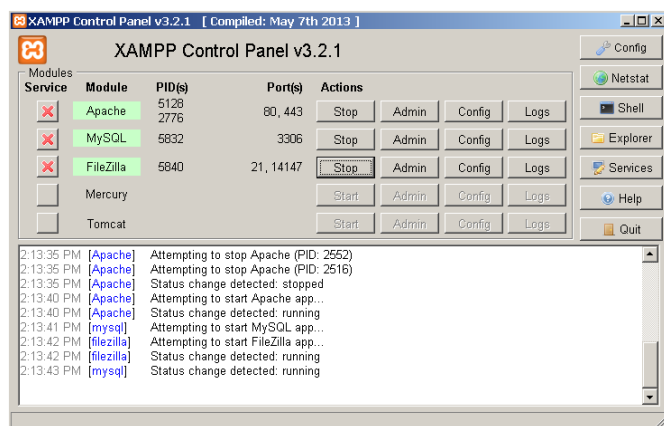 XAMPP Control Panel v3.2.1 [ Compiled: May 7th 2013 ]
XAMPP Control Panel v3.2.1
Config
Modules
Service Module PID(s) Port(s) Actions
Netstat
Apache 5128 2776 80, 443 Stop Admin Config Logs
Shell
MySQL 5832 3306 Stop Admin Config Logs
Explorer
FileZilla 5840 21, 14147 Stop Admin Config Logs
Services
Mercury Start Admin Config Logs
Help
Tomcat Start Admin Config Logs
Quit
2:13:35 PM [Apache] Attempting to stop Apache (PID: 2552)
2:13:35 PM [Apache] Attempting to stop Apache (PID: 2516)
2:13:35 PM [Apache] Status change detected: stopped
2:13:40 PM [Apache] Attempting to start Apache app...
2:13:40 PM [Apache] Status change detected: running
2:13:41 PM [mysql] Attempting to start MySQL app...
2:13:42 PM [filezilla] Attempting to start FileZilla app...
2:13:42 PM [filezilla] Status change detected: running
2:13:43 PM [mysql] Status change detected: running